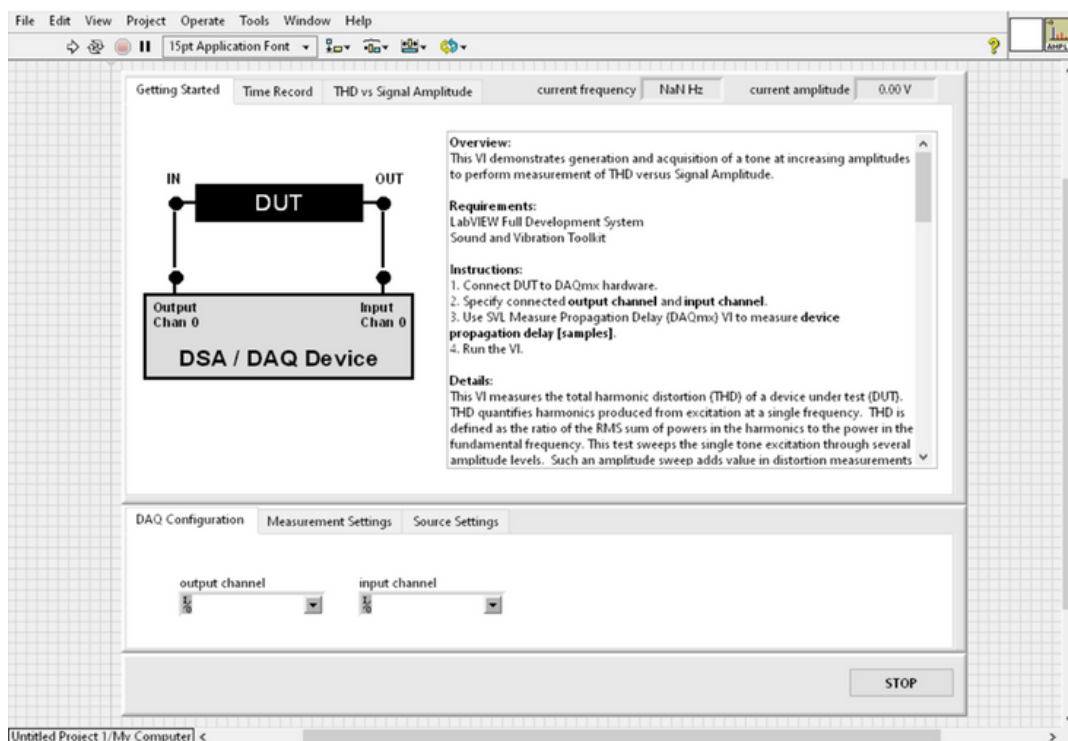 File Edit View Project Operate Tools Window Help
15pt Application Font
?
AMPL
Getting Started Time Record THD vs Signal Amplitude current frequency NaN Hz current amplitude 0.00 V
IN OUT
DUT
Output Chan 0
Input Chan 0
DSA / DAQ Device
Overview:
This VI demonstrates generation and acquisition of a tone at increasing amplitudes
to perform measurement of THD versus Signal Amplitude.
Requirements:
LabVIEW Full Development System
Sound and Vibration Toolkit
Instructions:
1. Connect DUT to DAQmx hardware.
2. Specify connected output channel and input channel.
3. Use SVL Measure Propagation Delay (DAQmx) VI to measure device
propagation delay [samples].
4. Run the VI.
Details:
This VI measures the total harmonic distortion (THD) of a device under test (DUT).
THD quantifies harmonics produced from excitation at a single frequency. THD is
defined as the ratio of the RMS sum of powers in the harmonics to the power in the
fundamental frequency. This test sweeps the single tone excitation through several
amplitude levels. Such an amplitude sweep adds value in distortion measurements
DAQ Configuration Measurement Settings Source Settings
output channel input channel
I/O I/O
STOP
Untitled Project 1/My Computer